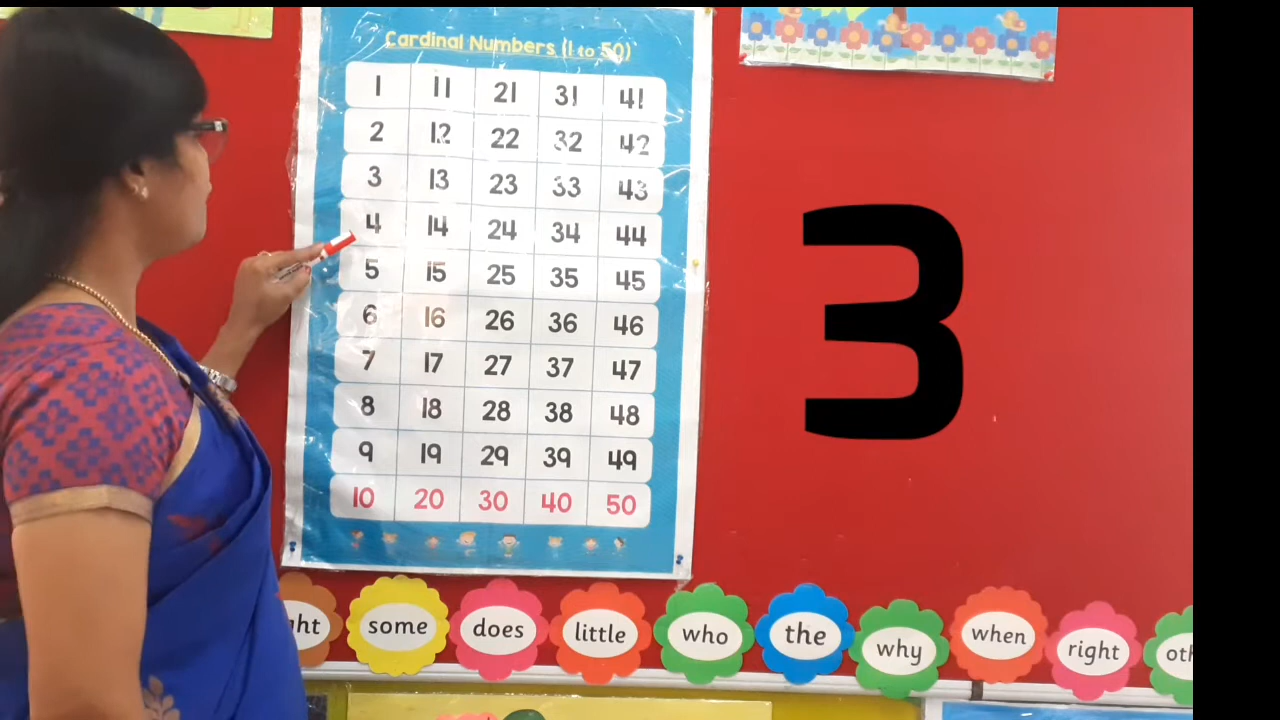 Cardinal Numbers (1 to 50)
1 11 21 31 41
2 12 22 32 42
3 13 23 33 43
4 14 24 34 44
5 15 25 35 45
6 16 26 36 46
7 17 27 37 47
8 18 28 38 48
9 19 29 39 49
10 20 30 40 50
3
some does little who the why when right